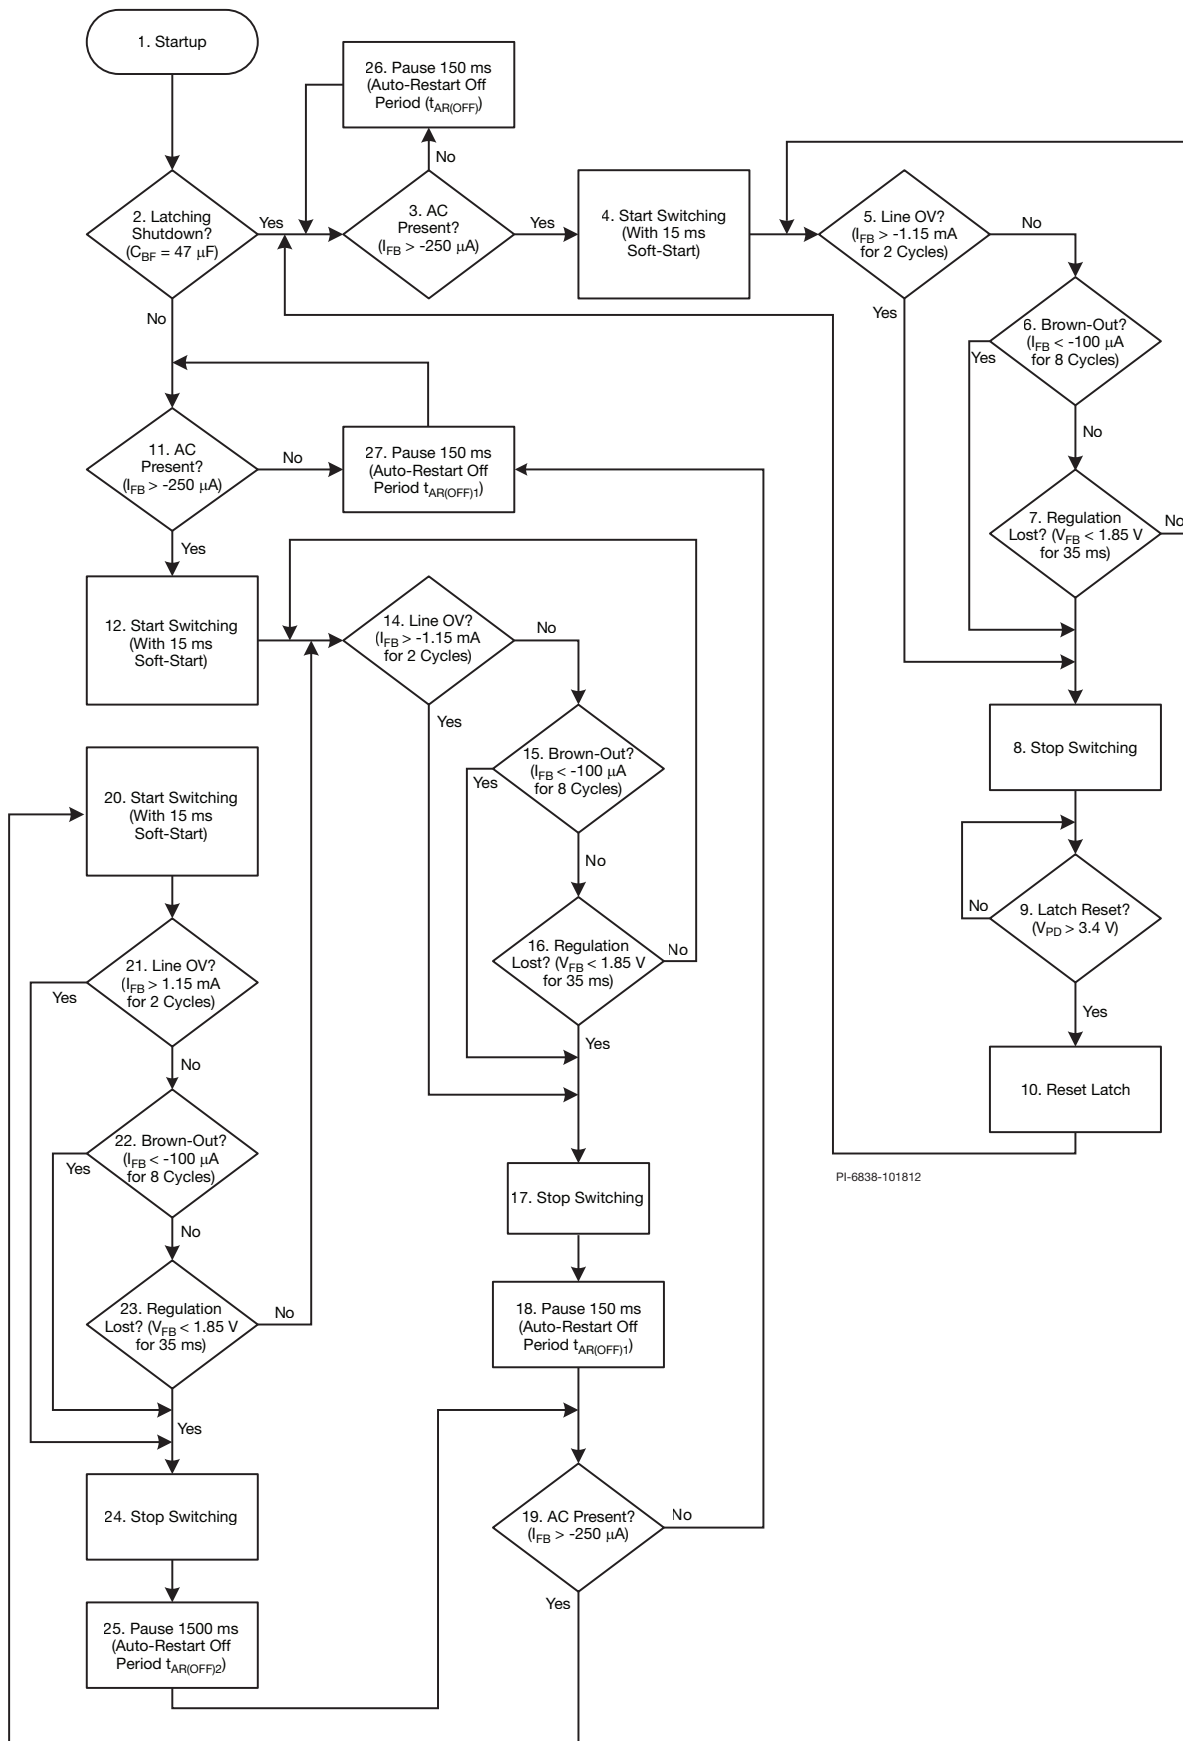 1. Startup
26. Pause 150 ms
(Auto-Restart Off
Period (tAR(OFF))
No
2. Latching
Shutdown?
(CBF = 47 µF)
Yes
No
3. AC
Present?
(IFB > -250 µA)
Yes
4. Start Switching
(With 15 ms
Soft-Start)
5. Line OV?
(IFB > -1.15 mA
for 2 Cycles)
No
Yes
6. Brown-Out?
(IFB < -100 µA
for 8 Cycles)
Yes
No
7. Regulation
Lost? (VFB < 1.85 V
for 35 ms)
No
11. AC
Present?
(IFB > -250 µA)
No
Yes
27. Pause 150 ms
(Auto-Restart Off
Period tAR(OFF)1)
12. Start Switching
(With 15 ms
Soft-Start)
14. Line OV?
(IFB > -1.15 mA
for 2 Cycles)
No
Yes
8. Stop Switching
15. Brown-Out?
(IFB < -100 µA
for 8 Cycles)
Yes
No
20. Start Switching
(With 15 ms
Soft-Start)
9. Latch Reset?
(VPD > 3.4 V)
No
Yes
16. Regulation
Lost? (VFB < 1.85 V
for 35 ms)
No
Yes
21. Line OV?
(IFB > 1.15 mA
for 2 Cycles)
Yes
No
10. Reset Latch
22. Brown-Out?
(IFB < -100 µA
for 8 Cycles)
Yes
No
PI-6838-101812
17. Stop Switching
23. Regulation
Lost? (VFB < 1.85 V
for 35 ms)
No
Yes
18. Pause 150 ms
(Auto-Restart Off
Period tAR(OFF)1)
24. Stop Switching
19. AC Present?
(IFB > -250 µA)
No
Yes
25. Pause 1500 ms
(Auto-Restart Off
Period tAR(OFF)2)